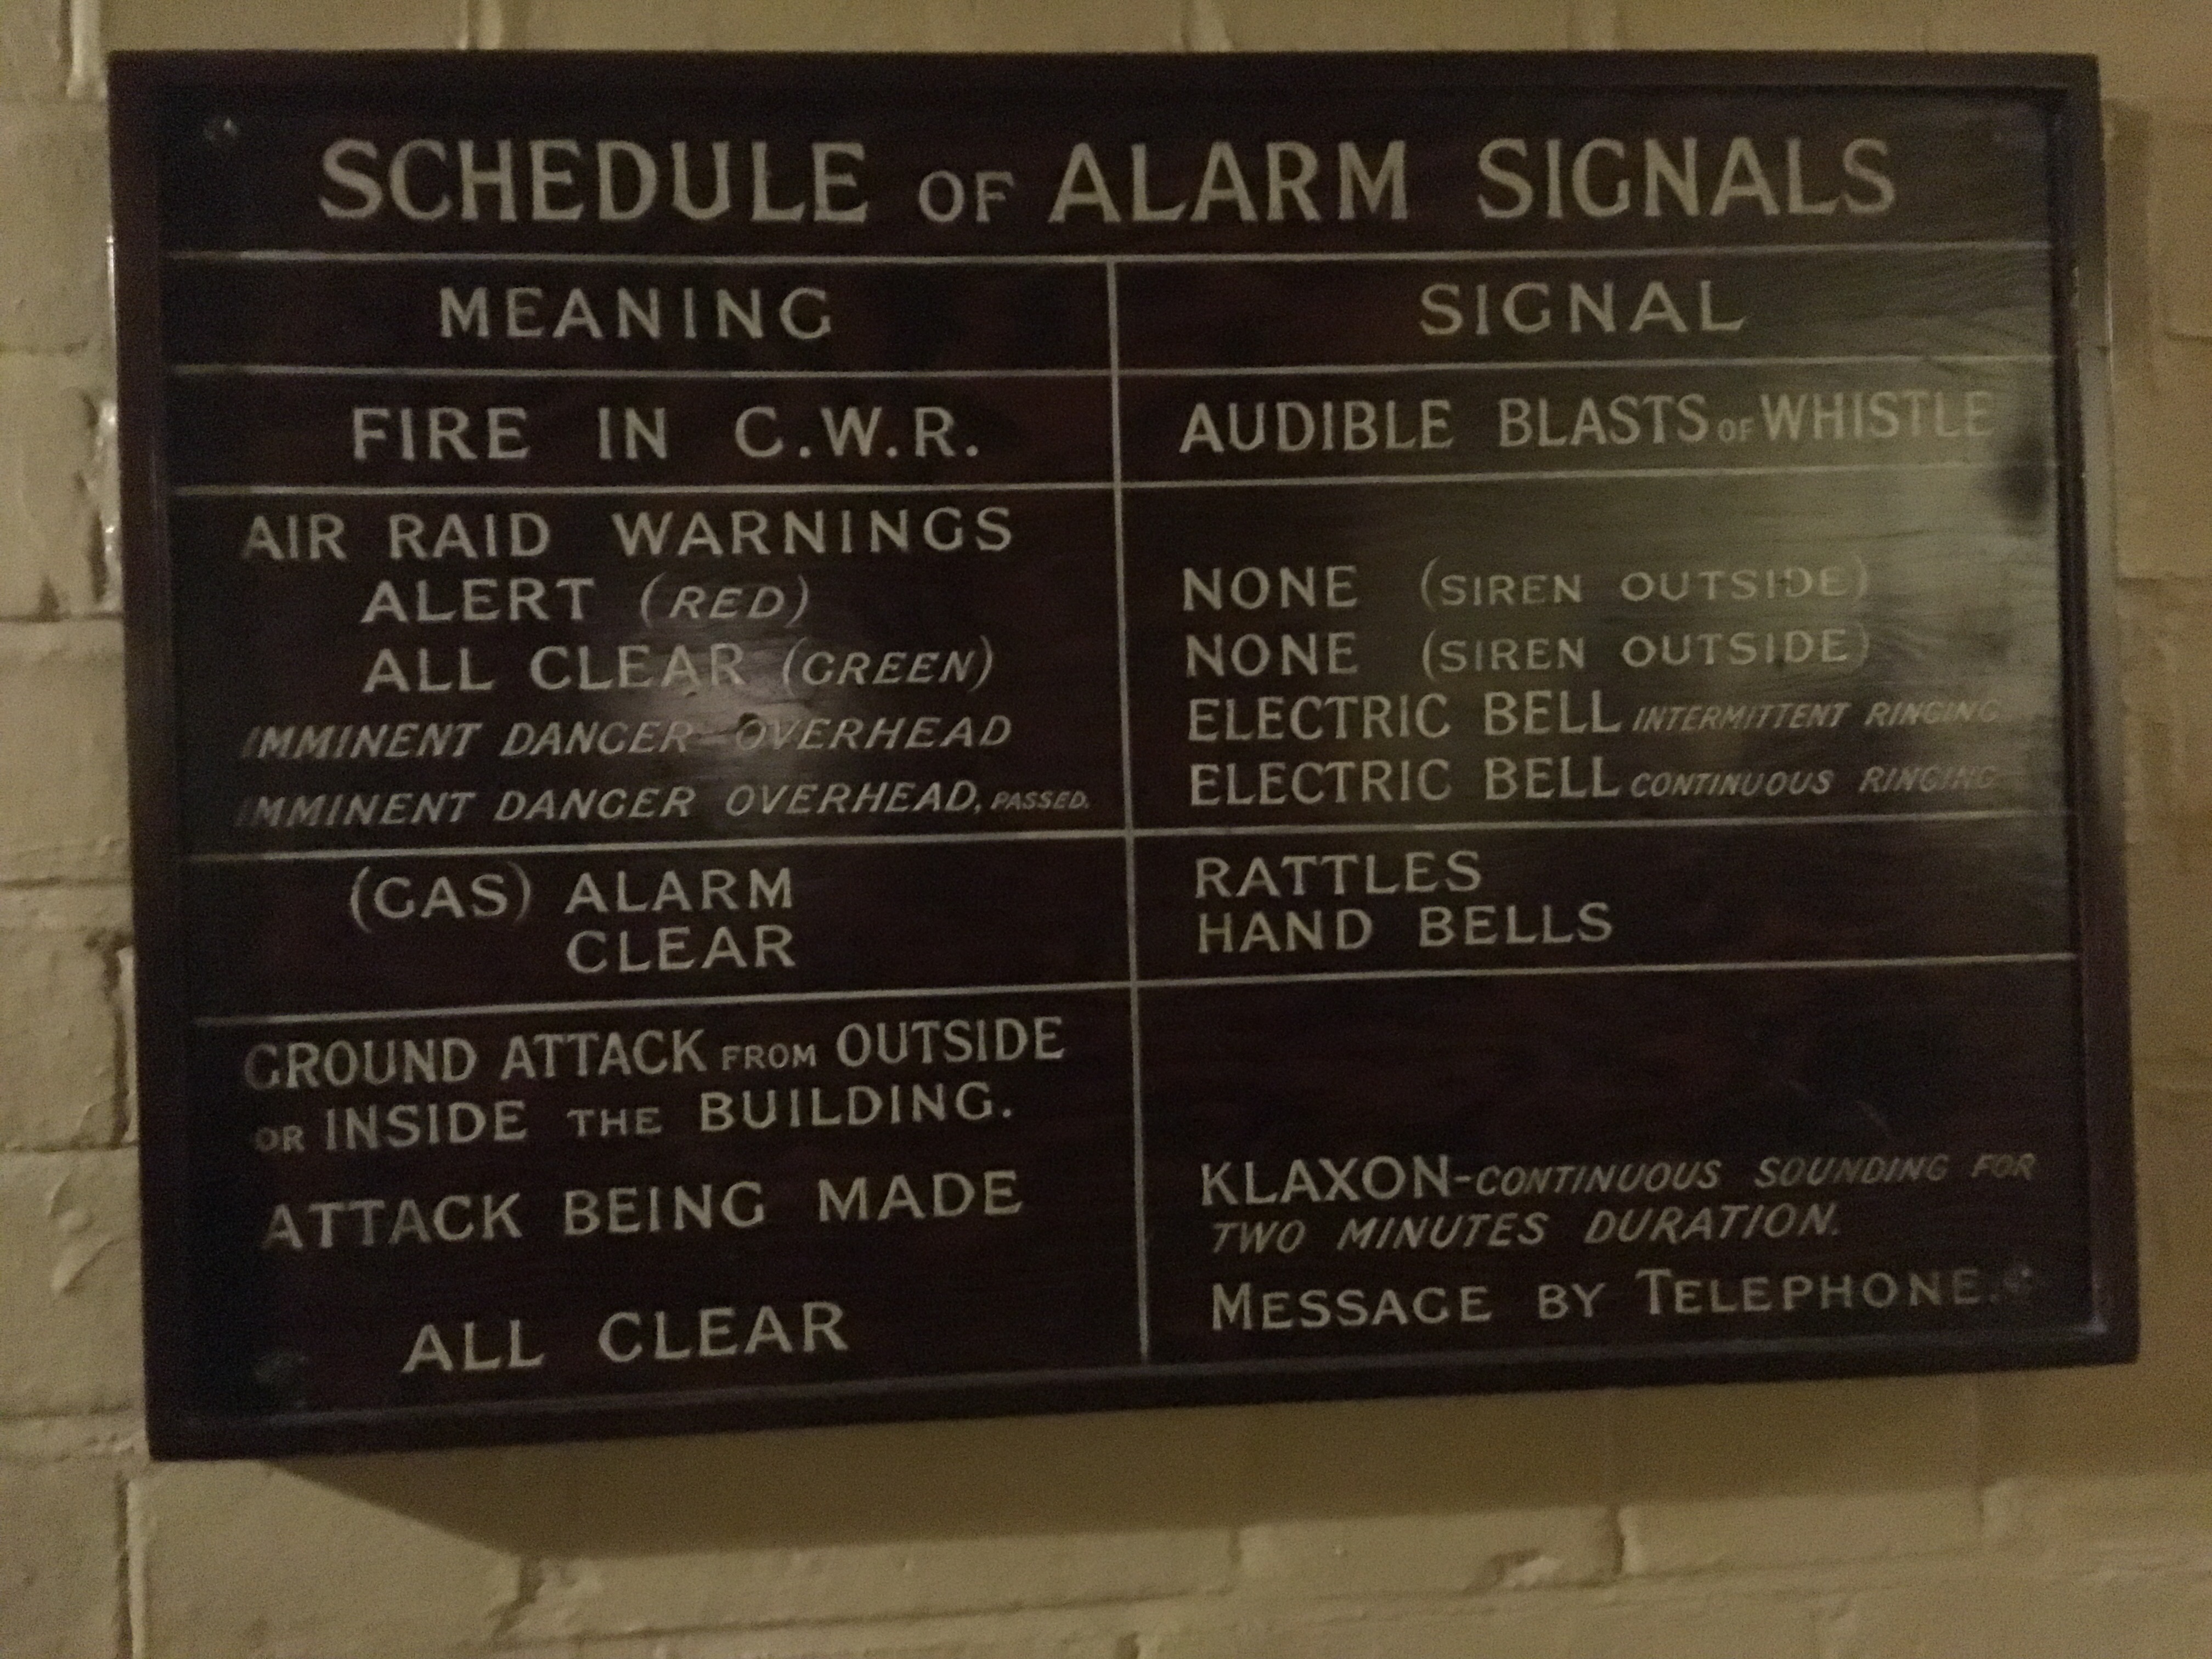 SCHEDULE OF ALARM SIGNALS
MEANING
SIGNAL
FIRE IN C.W.R.
AUDIBLE BLASTS OF WHISTLE
AIR RAID WARNINGS
ALERT (RED)
NONE (SIREN OUTSIDE)
ALL CLEAR (GREEN)
NONE (SIREN OUTSIDE)
IMMINENT DANGER OVERHEAD
ELECTRIC BELL INTERMITTENT RINGING
IMMINENT DANGER OVERHEAD, PASSED.
ELECTRIC BELL CONTINUOUS RINGING
(GAS) ALARM
RATTLES
CLEAR
HAND BELLS
GROUND ATTACK FROM OUTSIDE
OR INSIDE THE BUILDING.
ATTACK BEING MADE
KLAXON-CONTINUOUS SOUNDING FOR
TWO MINUTES DURATION.
ALL CLEAR
MESSAGE BY TELEPHONE.